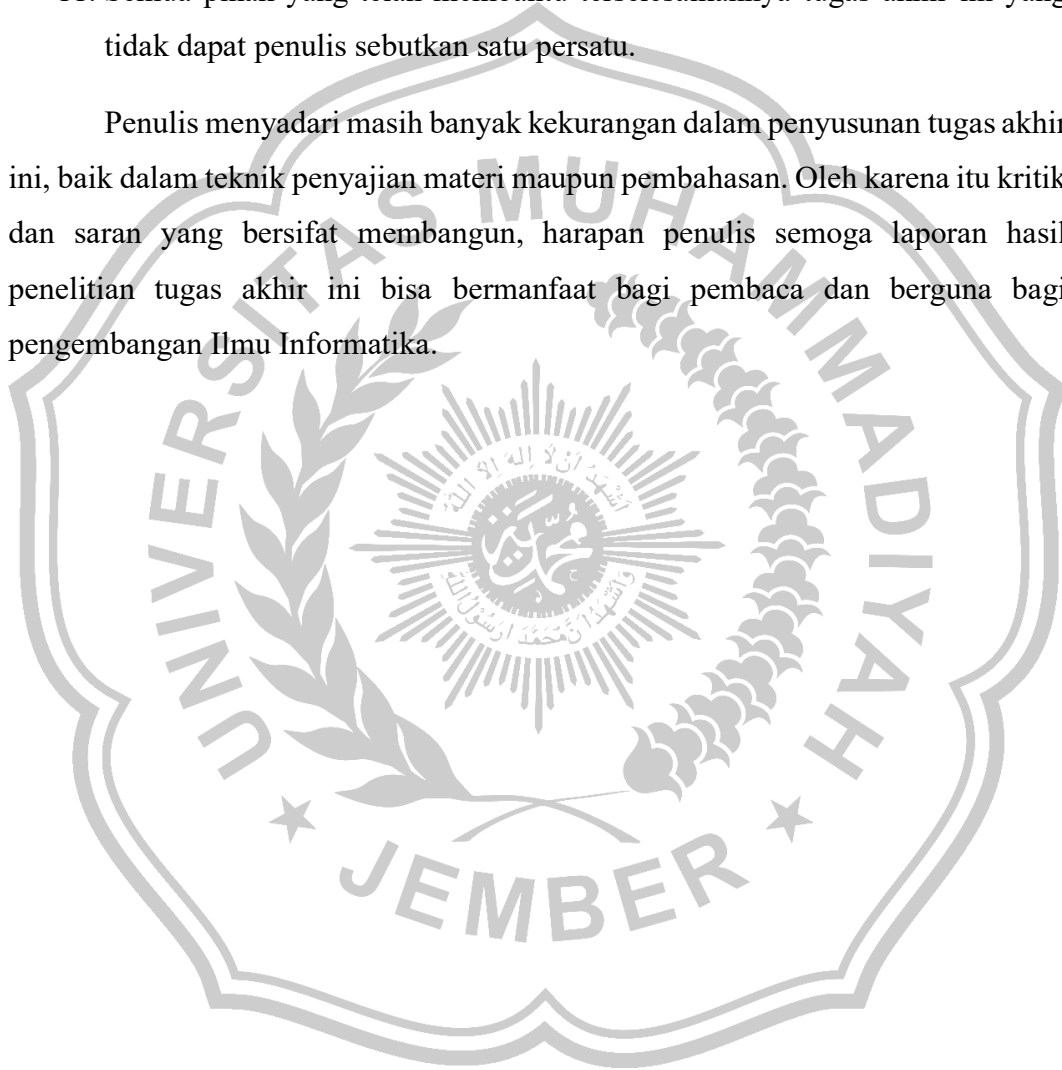 tidak dapat penulis sebutkan satu persatu.
Penulis menyadari masih banyak kekurangan dalam penyusunan tugas akhir
ini, baik dalam teknik penyajian materi maupun pembahasan. Oleh karena itu kritik
dan saran yang bersifat membangun, harapan penulis semoga laporan hasil
penelitian tugas akhir ini bisa bermanfaat bagi pembaca dan berguna bagi
pengembangan Ilmu Informatika.
UNIVERSITAS MUHAMMADIYAH
JEMBER